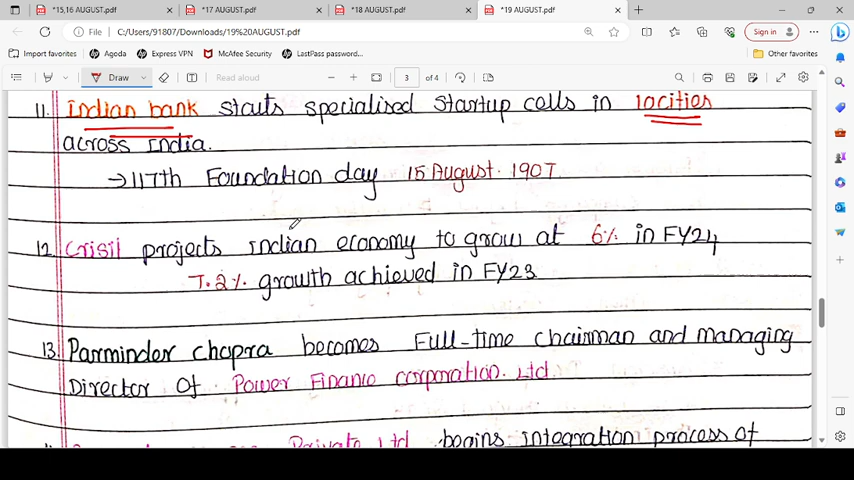 *15,16 AUGUST.pdf
*17 AUGUST.pdf
*18 AUGUST.pdf
*19 AUGUST.pdf
File
C:/Users/91807/Downloads/19%20AUGUST.pdf
Sign in
Import favorites
Agoda
Express VPN
McAfee Security
LastPass password...
Other favorites
Draw
Read aloud
3
of 4
11. Indian bank starts specialised startup cells in 10cities
across India.
→117th Foundation day 15 August. 1907
12. Crisil projects indian economy to grow at 6% in FY24
7.2% growth achieved in FY23
13. Parminder chopra becomes Full-time chairman and managing
Director Of Power Finance corporation. Ltd.
Private Ltd begins integration process of